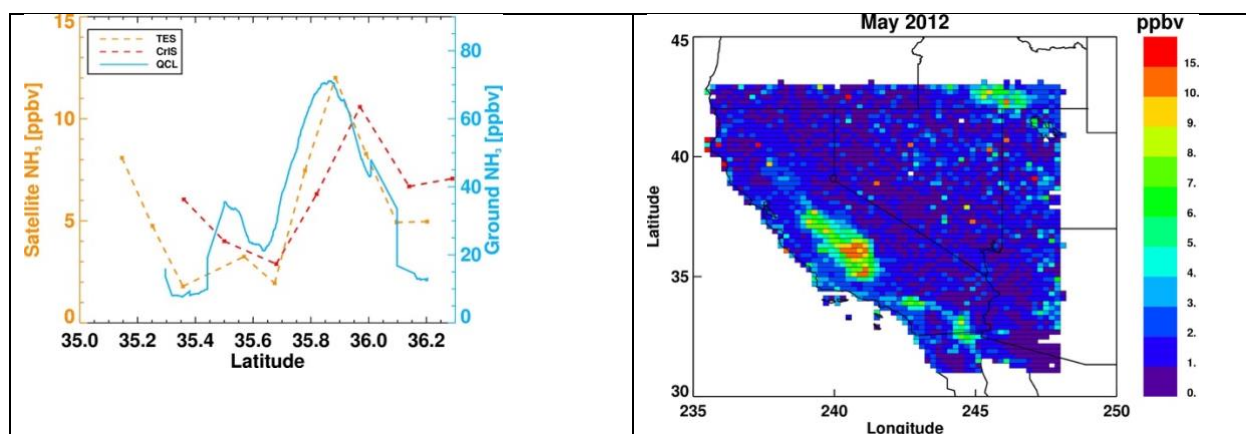 15
10
5
0
Satellite NH₃ [ppbv]
TES
CrIS
QCL
80
60
40
20
0
Ground NH₃ [ppbv]
35.0 35.2 35.4 35.6 35.8 36.0 36.2
Latitude
May 2012
ppbv
45
40
35
30
Latitude
235 240 245 250
Longitude
15.
10.
9.
8.
7.
6.
5.
4.
3.
2.
1.
0.